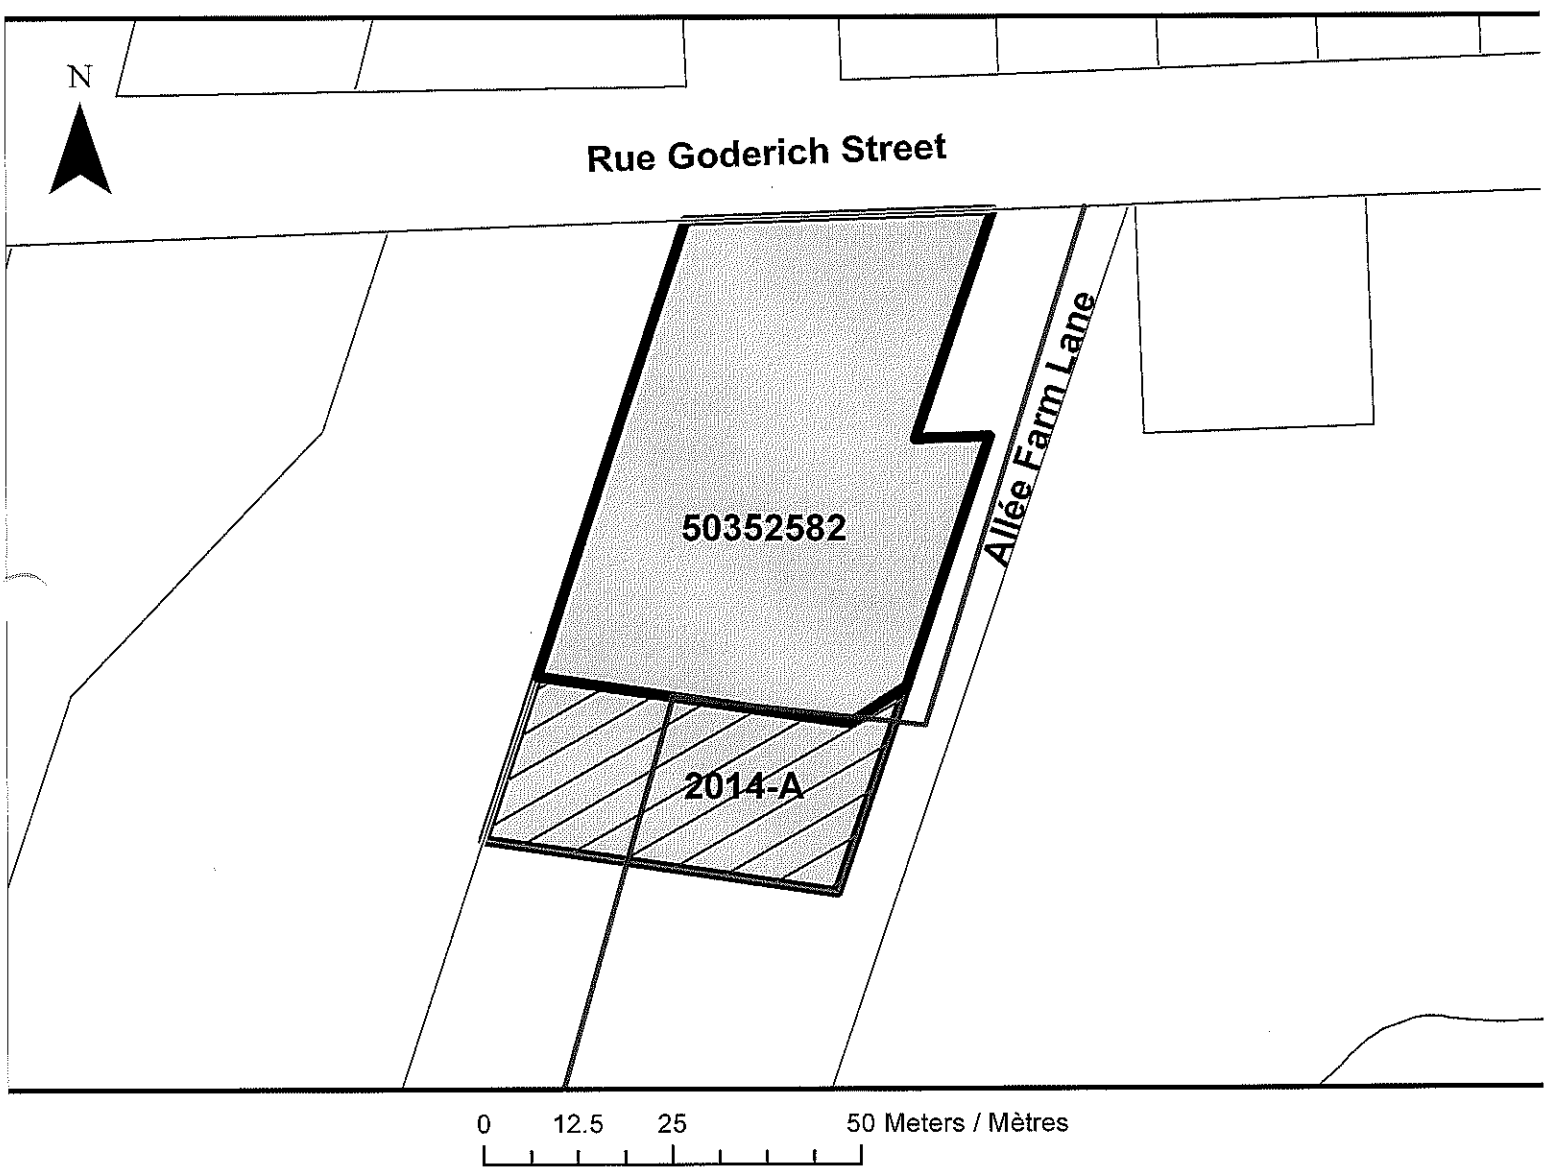 N
Rue Goderich Street
Allée Farm Lane
50352582
2014-A
0 12.5 25 50 Meters / Mètres